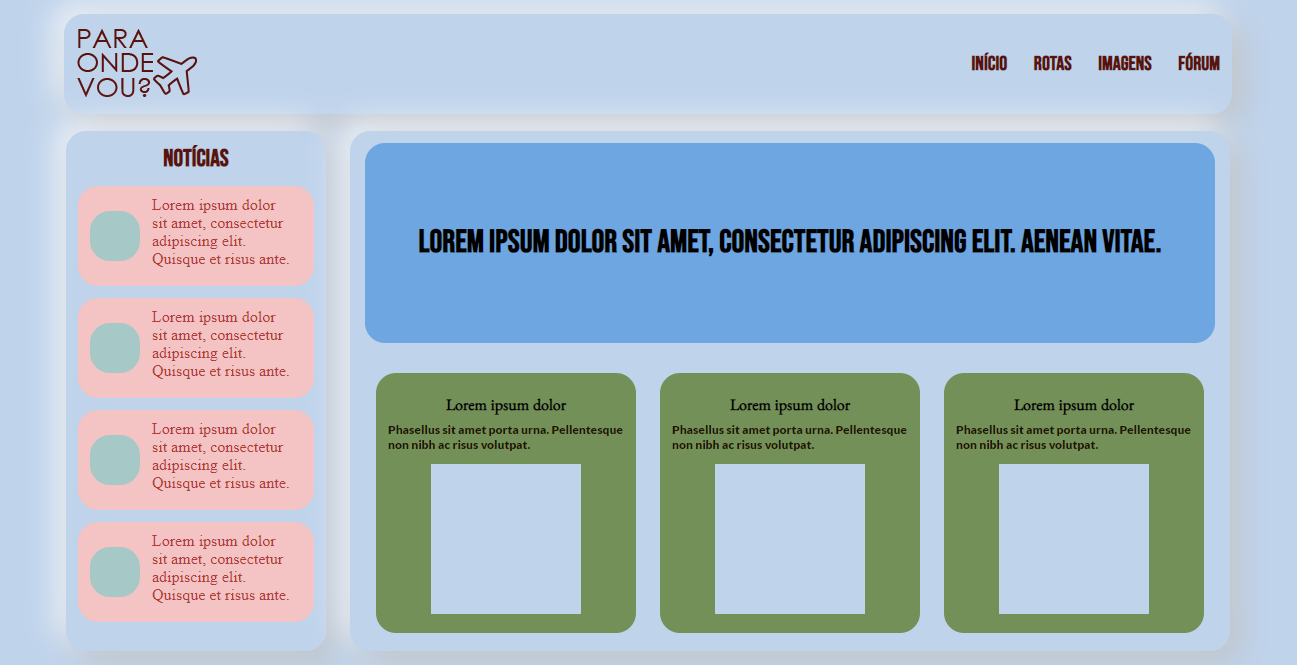 PARA
ONDE
VOU?
INÍCIO ROTAS IMAGENS FÓRUM
NOTÍCIAS
Lorem ipsum dolor
sit amet, consectetur
adipiscing elit.
Quisque et risus ante.
Lorem ipsum dolor
sit amet, consectetur
adipiscing elit.
Quisque et risus ante.
Lorem ipsum dolor
sit amet, consectetur
adipiscing elit.
Quisque et risus ante.
Lorem ipsum dolor
sit amet, consectetur
adipiscing elit.
Quisque et risus ante.
LOREM IPSUM DOLOR SIT AMET, CONSECTETUR ADIPISCING ELIT. AENEAN VITAE.
Lorem ipsum dolor
Phasellus sit amet porta urna. Pellentesque
non nibh ac risus volutpat.
Lorem ipsum dolor
Phasellus sit amet porta urna. Pellentesque
non nibh ac risus volutpat.
Lorem ipsum dolor
Phasellus sit amet porta urna. Pellentesque
non nibh ac risus volutpat.